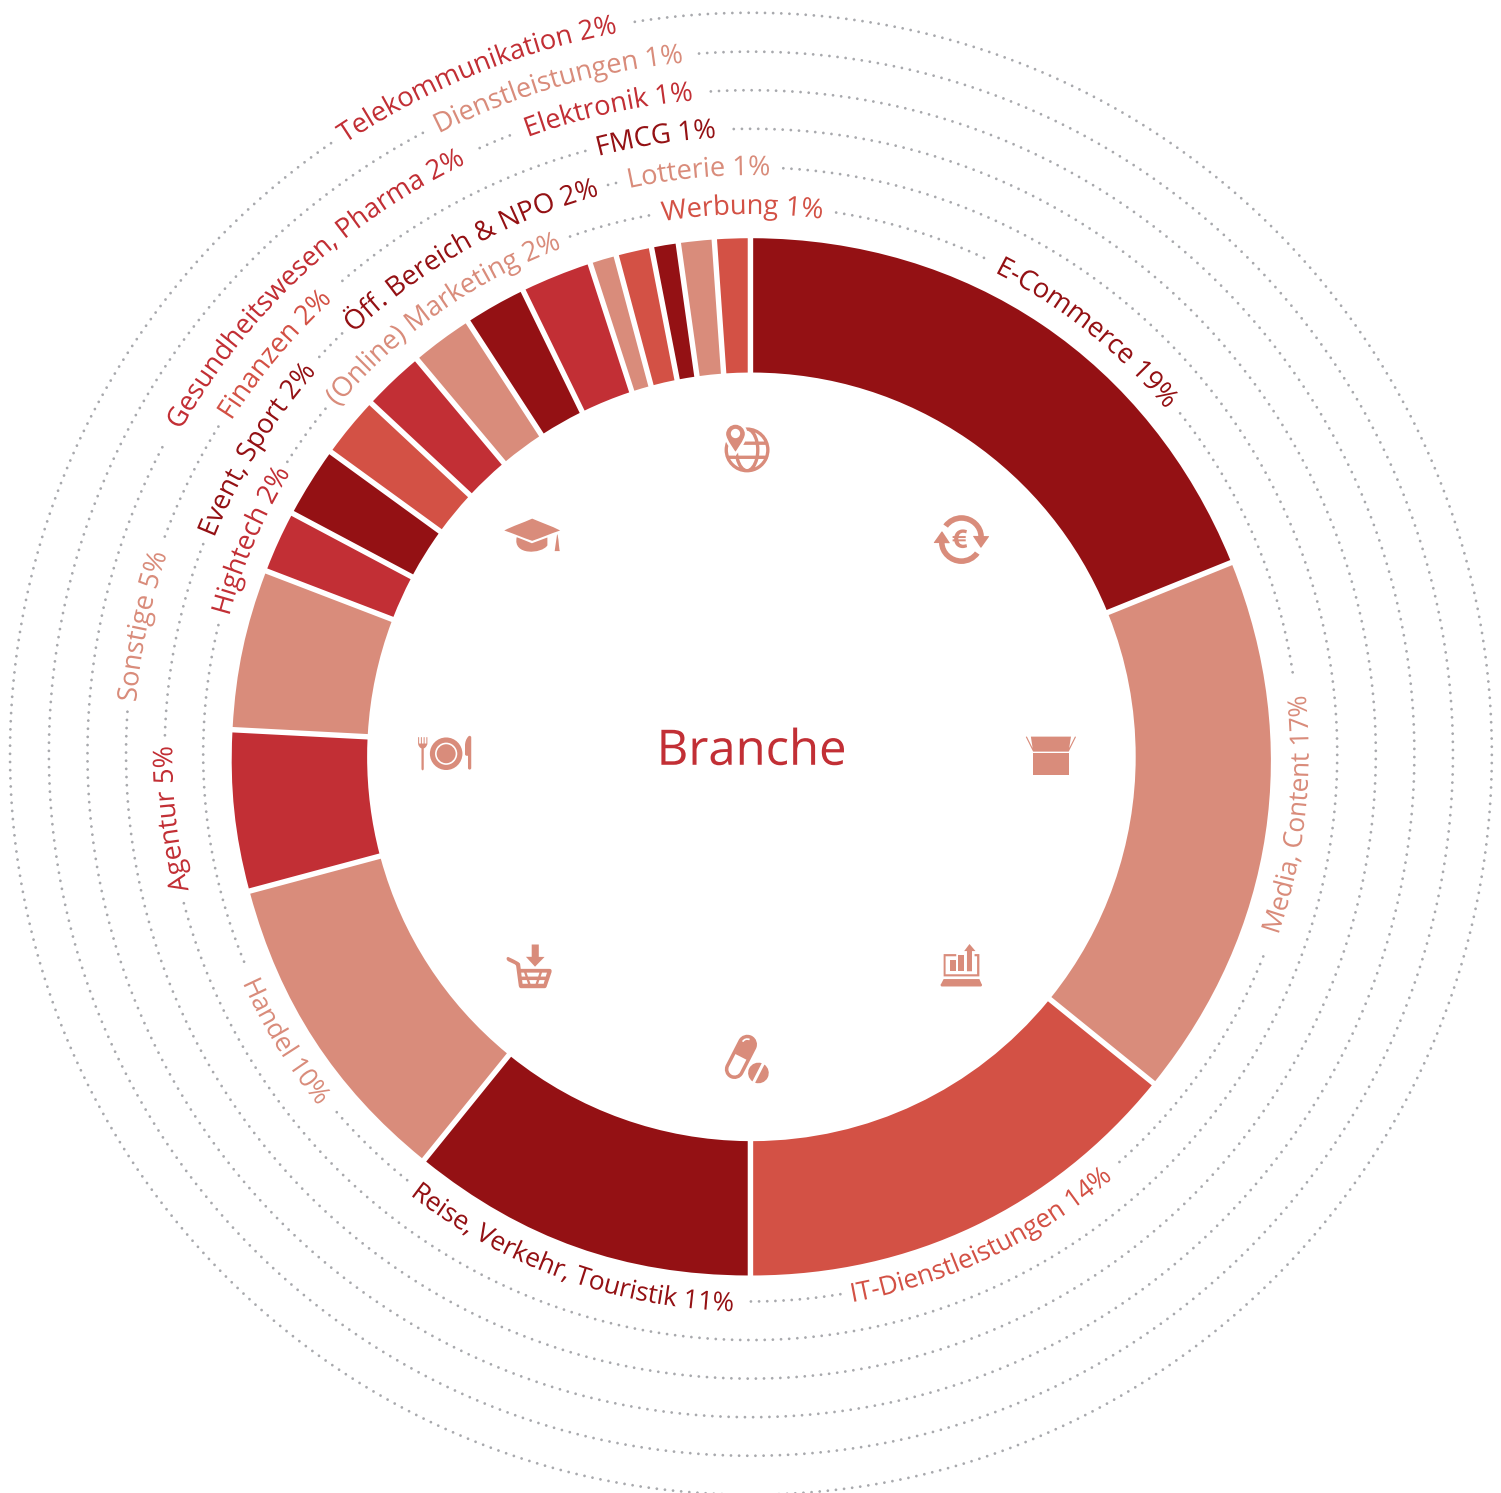 Telekommunikation 2%
Dienstleistungen 1%
Elektronik 1%
FMCG 1%
Lotterie 1%
Werbung 1%
Gesundheitswesen, Pharma 2%
Öff. Bereich & NPO 2%
(Online) Marketing 2%
Finanzen 2%
Event, Sport 2%
Hightech 2%
Sonstige 5%
Agentur 5%
Handel 10%
Reise, Verkehr, Touristik 11%
IT-Dienstleistungen 14%
Media, Content 17%
E-Commerce 19%
Branche
€